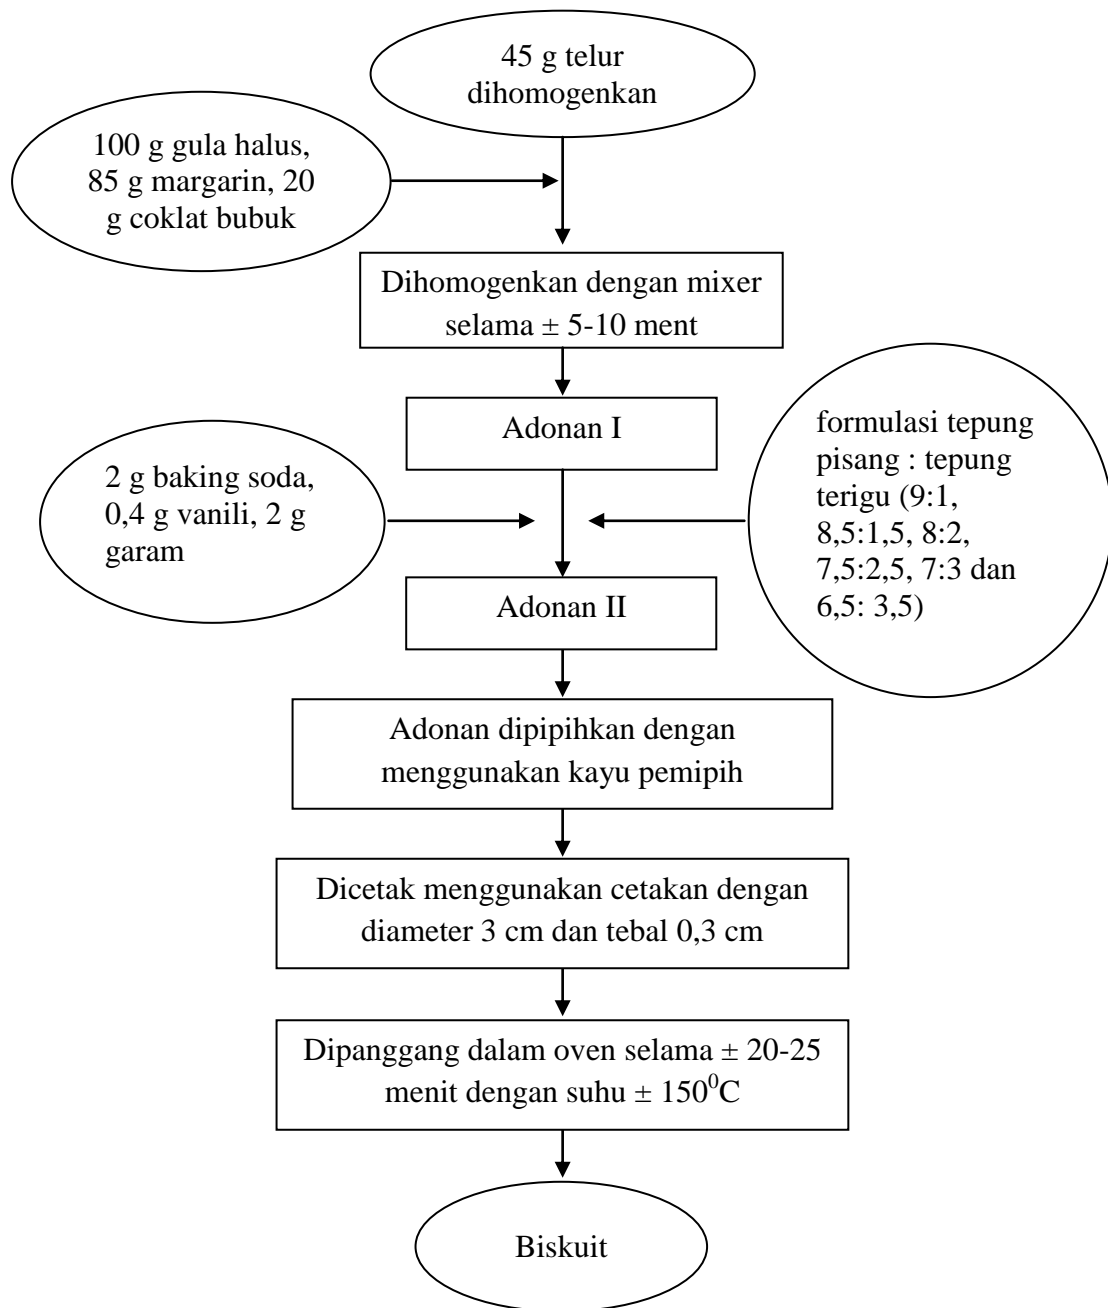 45 g telur
dihomogenkan
100 g gula halus,
85 g margarin, 20
g coklat bubuk
Dihomogenkan dengan mixer
selama ± 5-10 ment
Adonan I
2 g baking soda,
0,4 g vanili, 2 g
garam
formulasi tepung
pisang : tepung
terigu (9:1,
8,5:1,5, 8:2,
7,5:2,5, 7:3 dan
6,5: 3,5)
Adonan II
Adonan dipipihkan dengan
menggunakan kayu pemipih
Dicetak menggunakan cetakan dengan
diameter 3 cm dan tebal 0,3 cm
Dipanggang dalam oven selama ± 20-25
menit dengan suhu ± 150⁰C
Biskuit